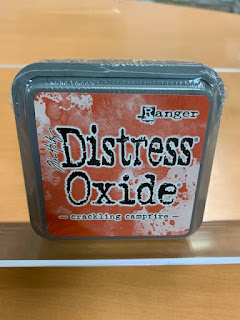 Ranger
Tim Holtz
Distress®
Oxide
— crackling campfire —